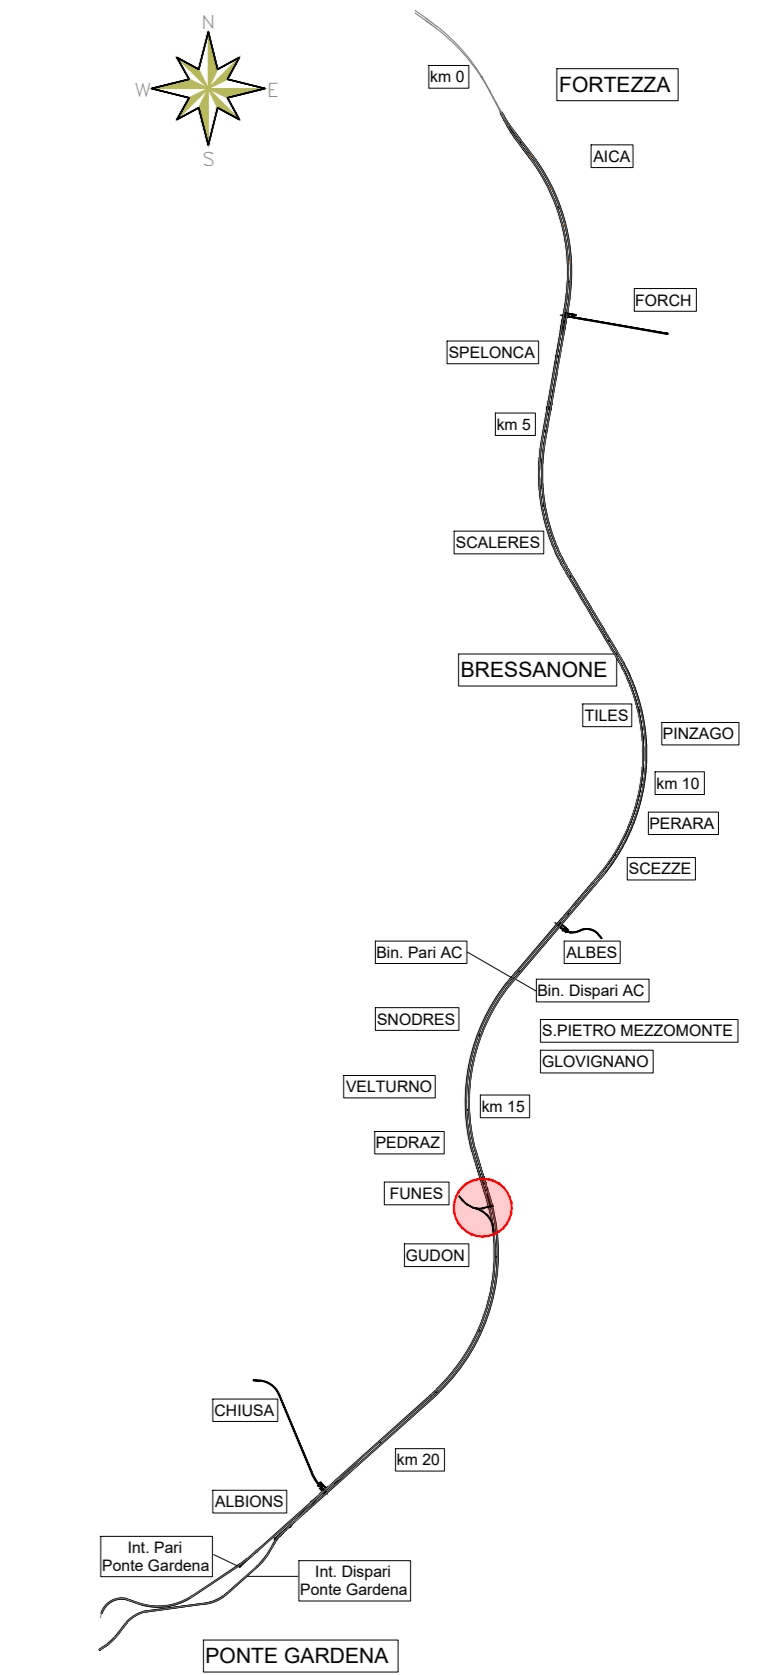 N
W
E
S
km 0
FORTEZZA
AICA
FORCH
SPELONCA
km 5
SCALERES
BRESSANONE
TILES
PINZAGO
km 10
PERARA
SCEZZE
Bin. Pari AC
ALBES
Bin. Dispari AC
SNODRES
S.PIETRO MEZZOMONTE
GLOVIGNANO
VELTURNO
km 15
PEDRAZ
FUNES
GUDON
CHIUSA
km 20
ALBIONS
Int. Pari
Ponte Gardena
Int. Dispari
Ponte Gardena
PONTE GARDENA